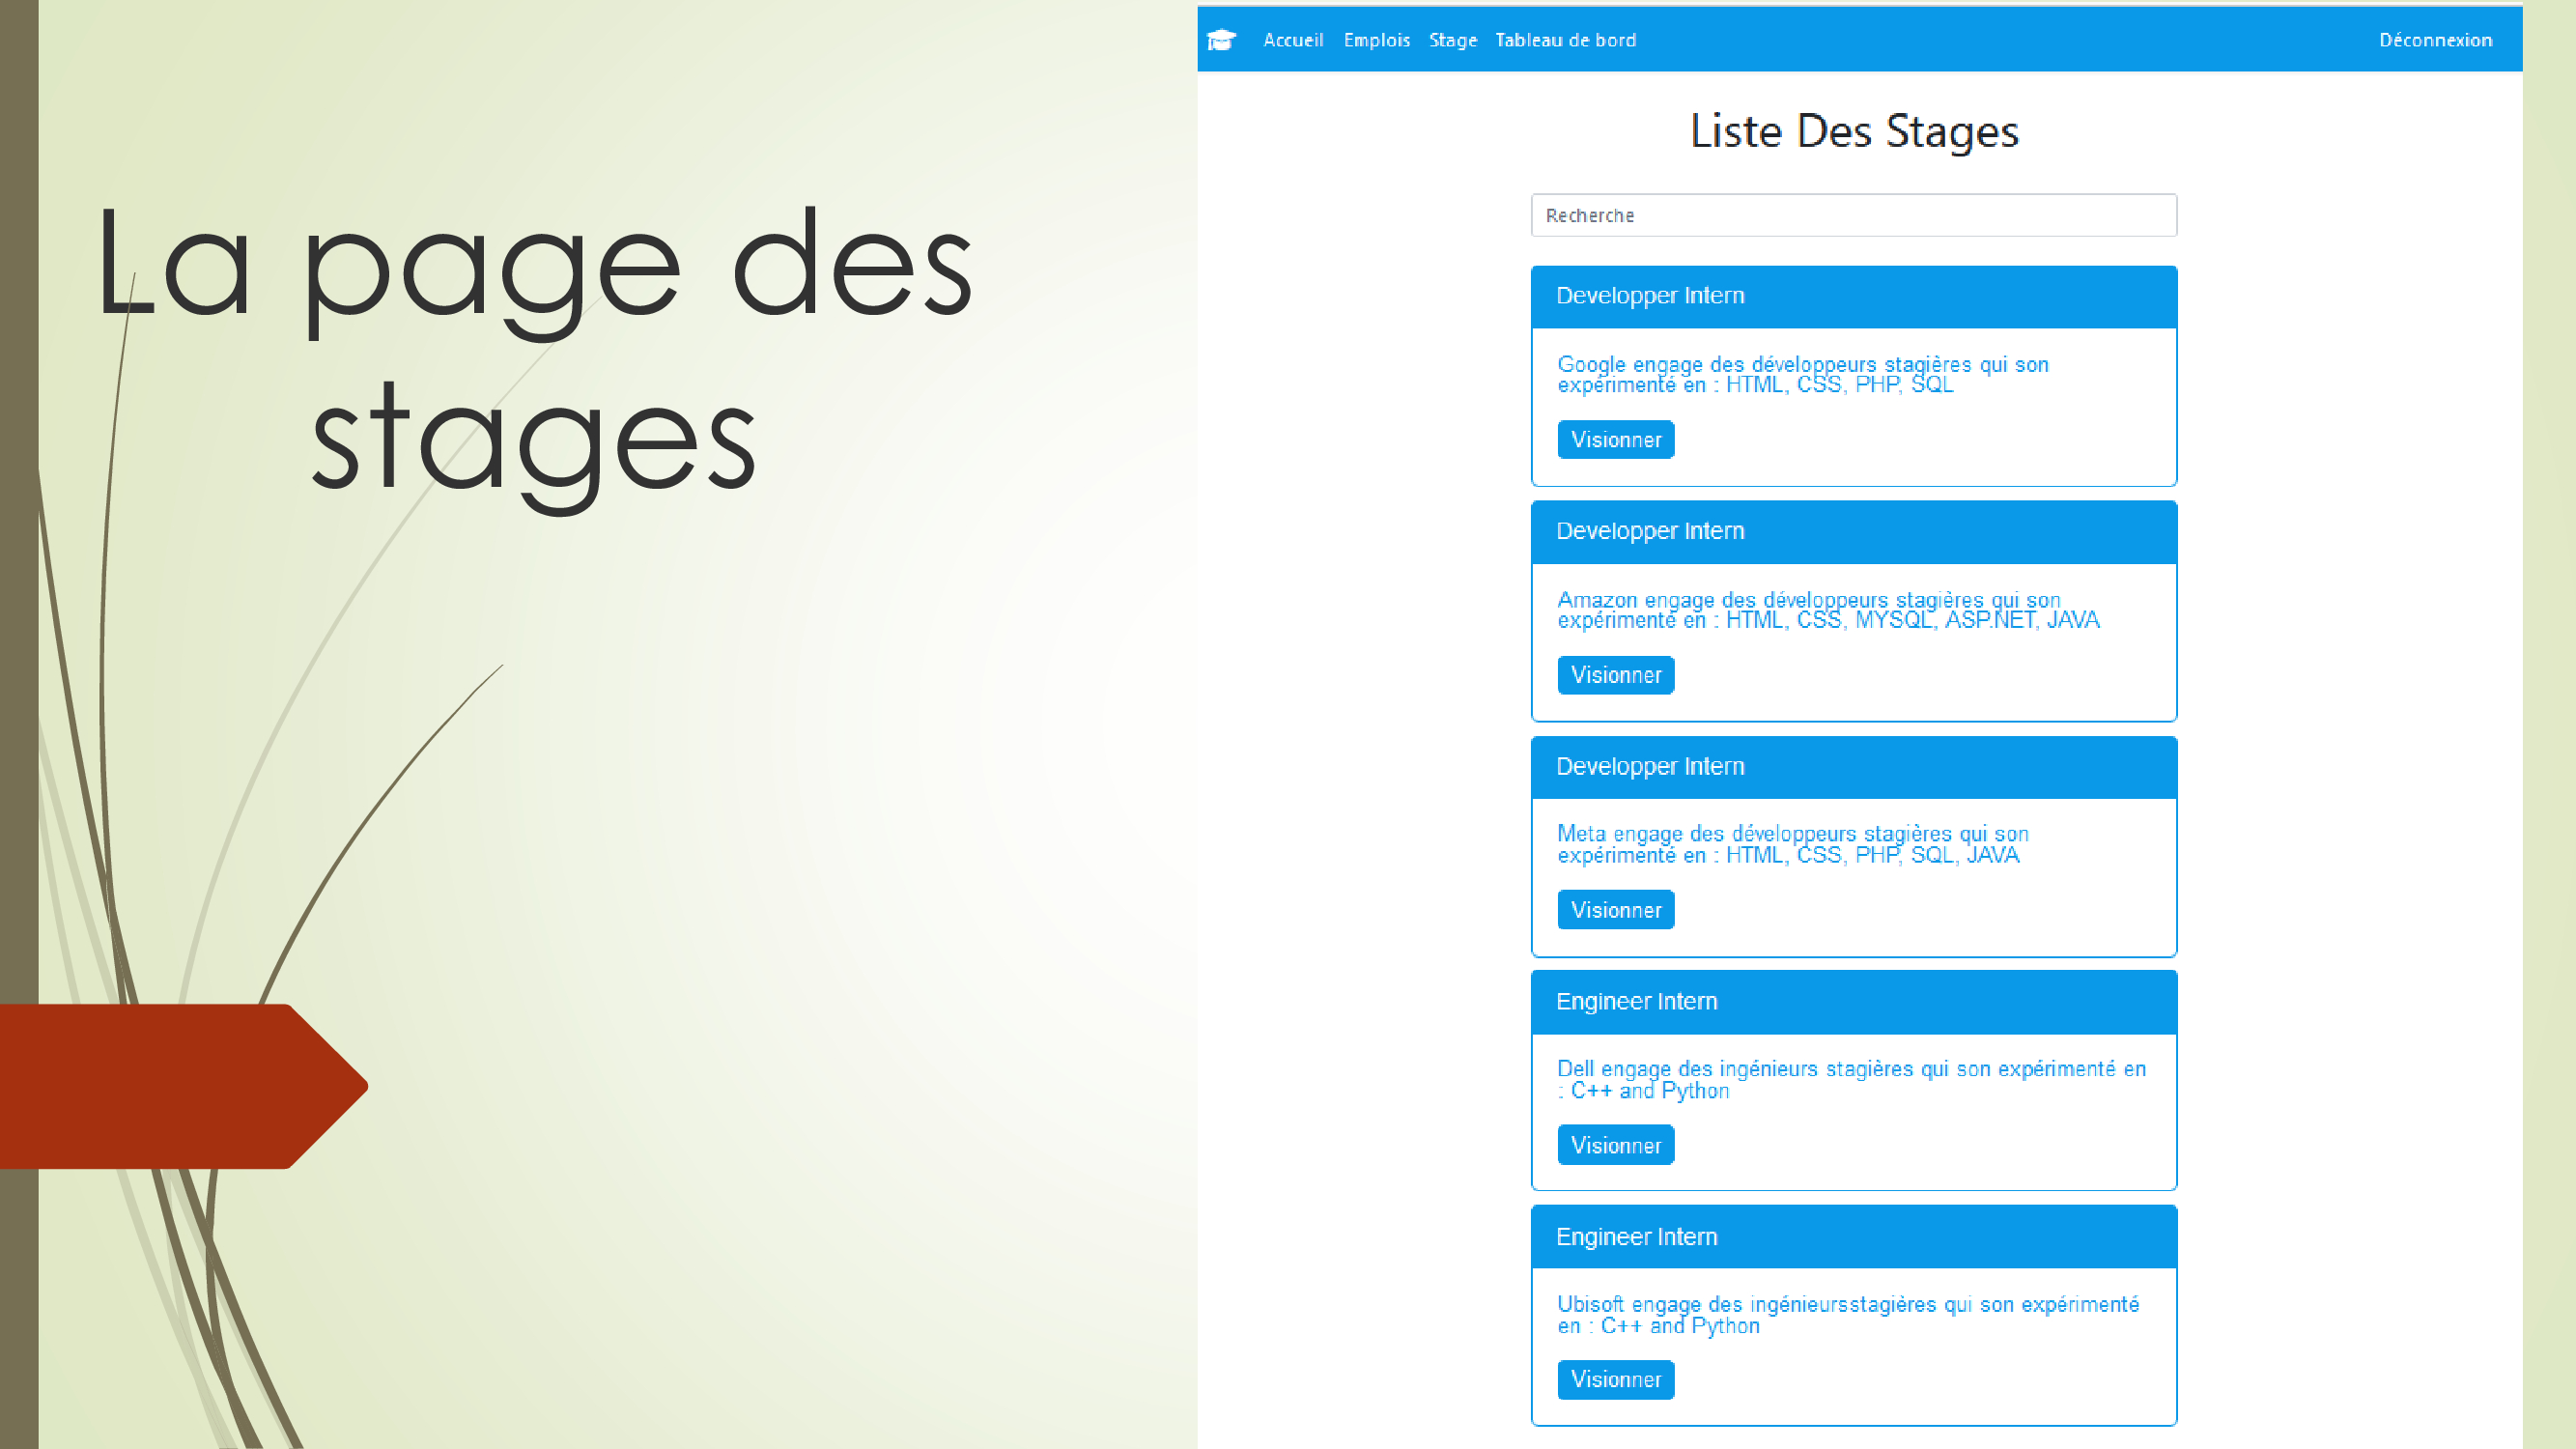 La page des
stages
Accueil Emplois Stage Tableau de bord Déconnexion
Liste Des Stages
Recherche
Developper Intern
Google engage des développeurs stagières qui son
expérimenté en : HTML, CSS, PHP, SQL
Visionner
Developper Intern
Amazon engage des développeurs stagières qui son
expérimenté en : HTML, CSS, MYSQL, ASP.NET, JAVA
Visionner
Developper Intern
Meta engage des développeurs stagières qui son
expérimenté en : HTML, CSS, PHP, SQL, JAVA
Visionner
Engineer Intern
Dell engage des ingénieurs stagières qui son expérimenté en
: C++ and Python
Visionner
Engineer Intern
Ubisoft engage des ingénieursstagières qui son expérimenté
en : C++ and Python
Visionner